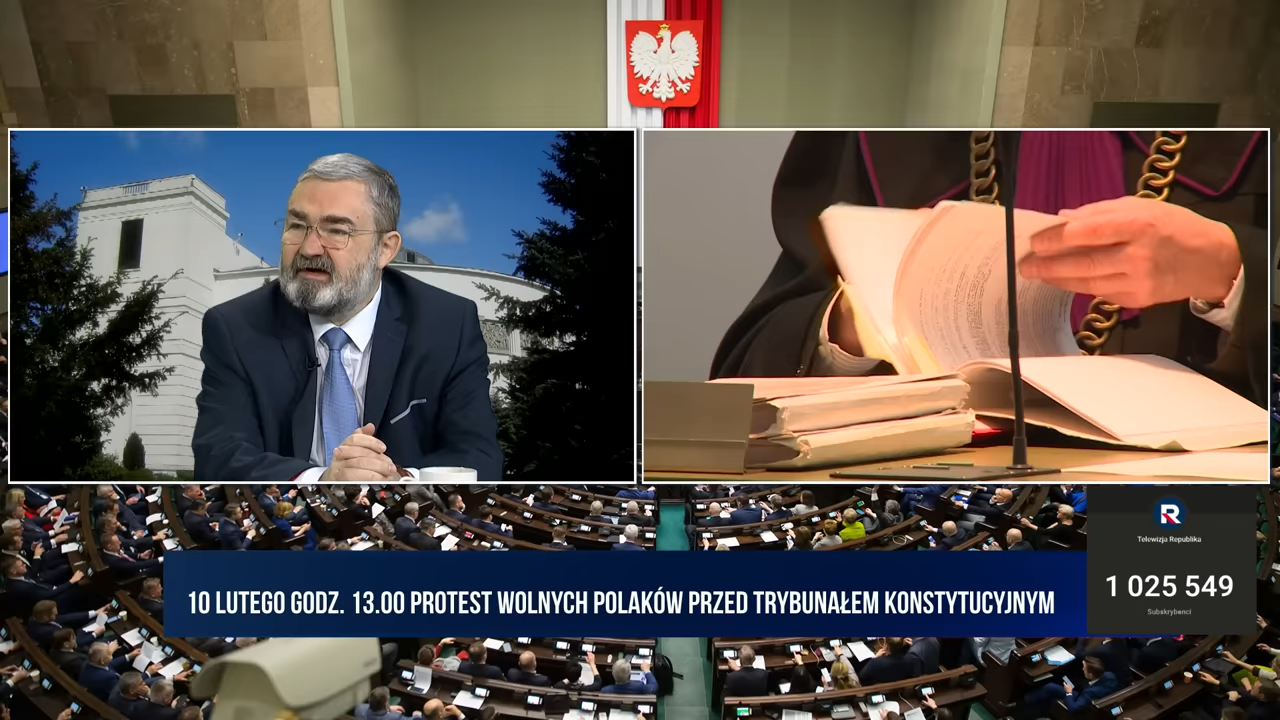 10 LUTEGO GODZ. 13.00 PROTEST WOLNYCH POLAKÓW PRZED TRYBUNAŁEM KONSTYTUCYJNYM
R
Telewizja Republika
1 025 549
Subskrybenci